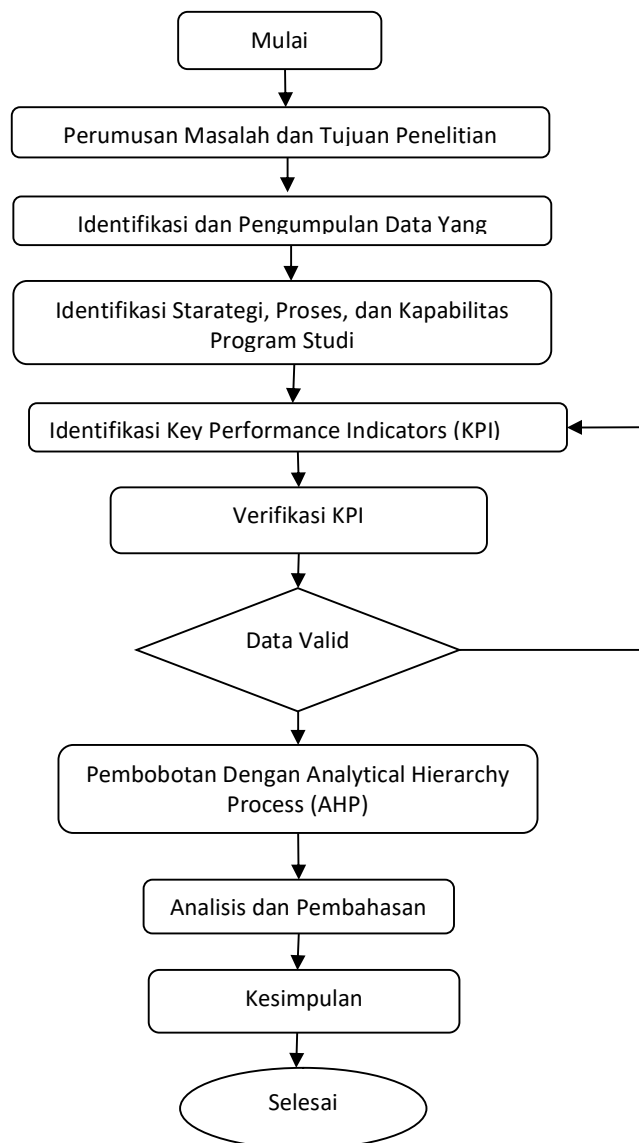 Mulai
Perumusan Masalah dan Tujuan Penelitian
Identifikasi dan Pengumpulan Data Yang
Identifikasi Starategi, Proses, dan Kapabilitas
Program Studi
Identifikasi Key Performance Indicators (KPI)
Verifikasi KPI
Data Valid
Pembobotan Dengan Analytical Hierarchy
Process (AHP)
Analisis dan Pembahasan
Kesimpulan
Selesai